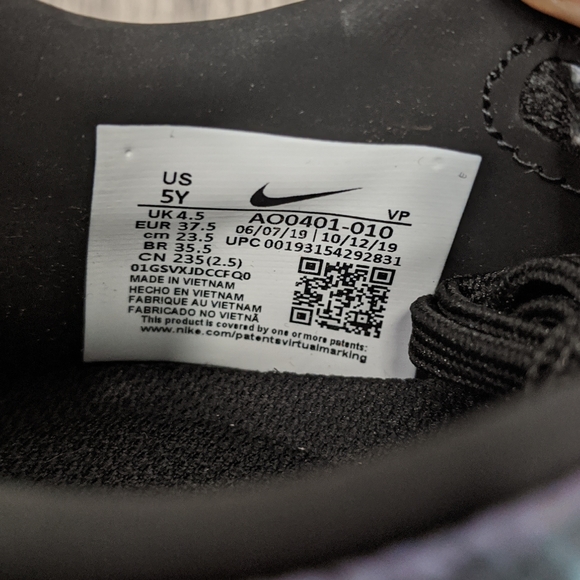 US
5Y
VP
UK 4.5
EUR 37.5
cm 23.5
BR 35.5
CN 235(2.5)
AO0401-010
06/07/19 | 10/12/19
UPC 00193154292831
01GSVXJDCCFQ0
MADE IN VIETNAM
HECHO EN VIETNAM
FABRIQUE AU VIETNAM
FABRICADO NO VIETNÃ
This product is covered by one or more patents;
www.nike.com/patentsvirtualmarking